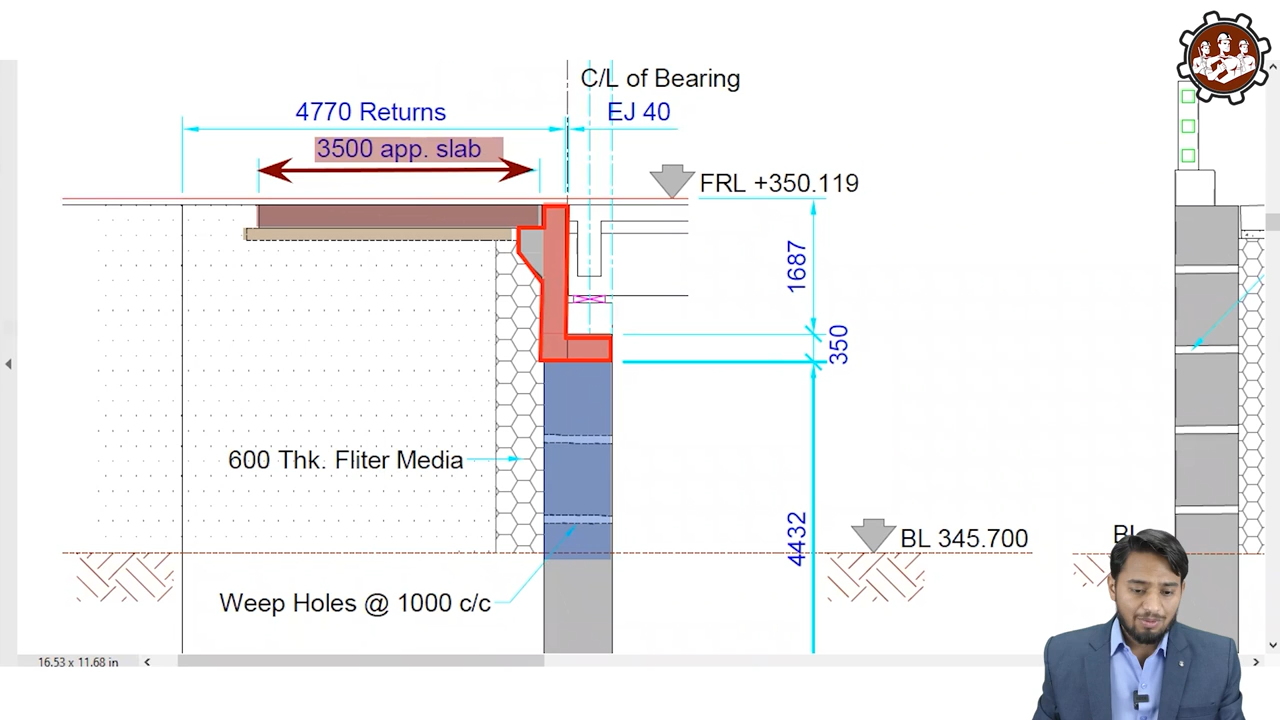 C/L of Bearing
4770 Returns
EJ 40
3500 app. slab
FRL +350.119
1687
350
600 Thk. Fliter Media
4432
BL 345.700
BL
Weep Holes @ 1000 c/c
16.53 x 11.68 in